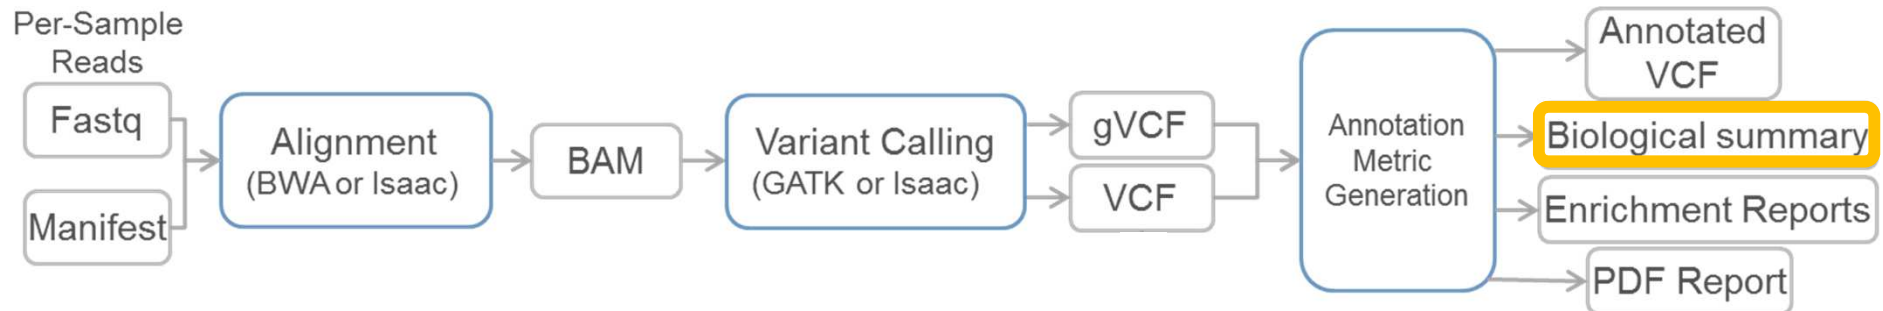 Per-Sample
Reads
Fastq
Manifest
Alignment
(BWA or Isaac)
BAM
Variant Calling
(GATK or Isaac)
gVCF
VCF
Annotation
Metric
Generation
Annotated
VCF
Biological summary
Enrichment Reports
PDF Report